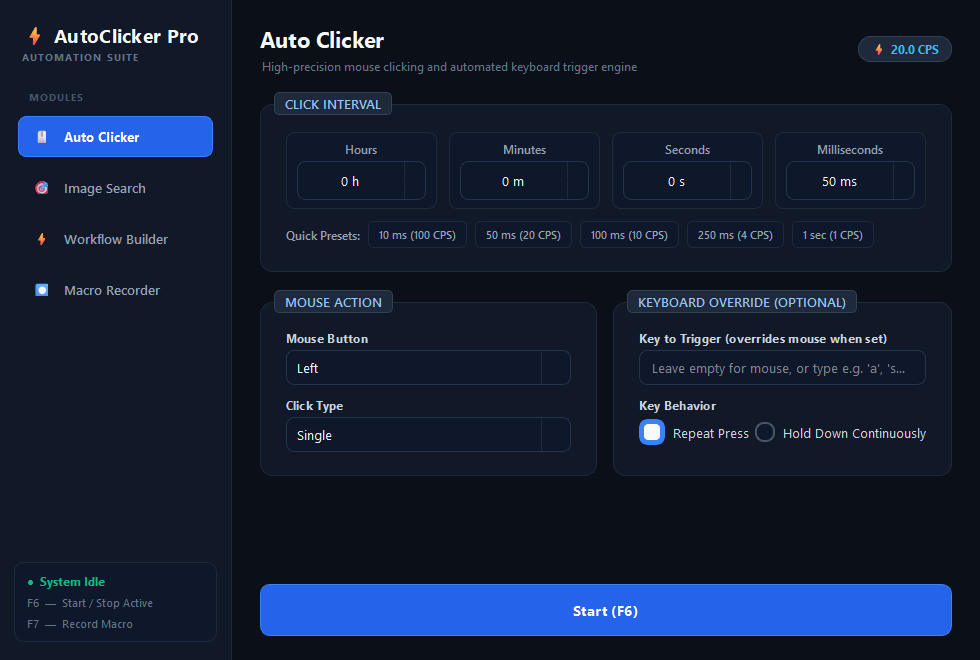 AutoClicker Pro
AUTOMATION SUITE
MODULES
Auto Clicker
Image Search
Workflow Builder
Macro Recorder
● System Idle
F6 — Start / Stop Active
F7 — Record Macro
Auto Clicker
High-precision mouse clicking and automated keyboard trigger engine
20.0 CPS
CLICK INTERVAL
Hours Minutes Seconds Milliseconds
0 h 0 m 0 s 50 ms
Quick Presets: 10 ms (100 CPS) 50 ms (20 CPS) 100 ms (10 CPS) 250 ms (4 CPS) 1 sec (1 CPS)
MOUSE ACTION
Mouse Button
Left
Click Type
Single
KEYBOARD OVERRIDE (OPTIONAL)
Key to Trigger (overrides mouse when set)
Leave empty for mouse, or type e.g. 'a', 's...
Key Behavior
Repeat Press Hold Down Continuously
Start (F6)